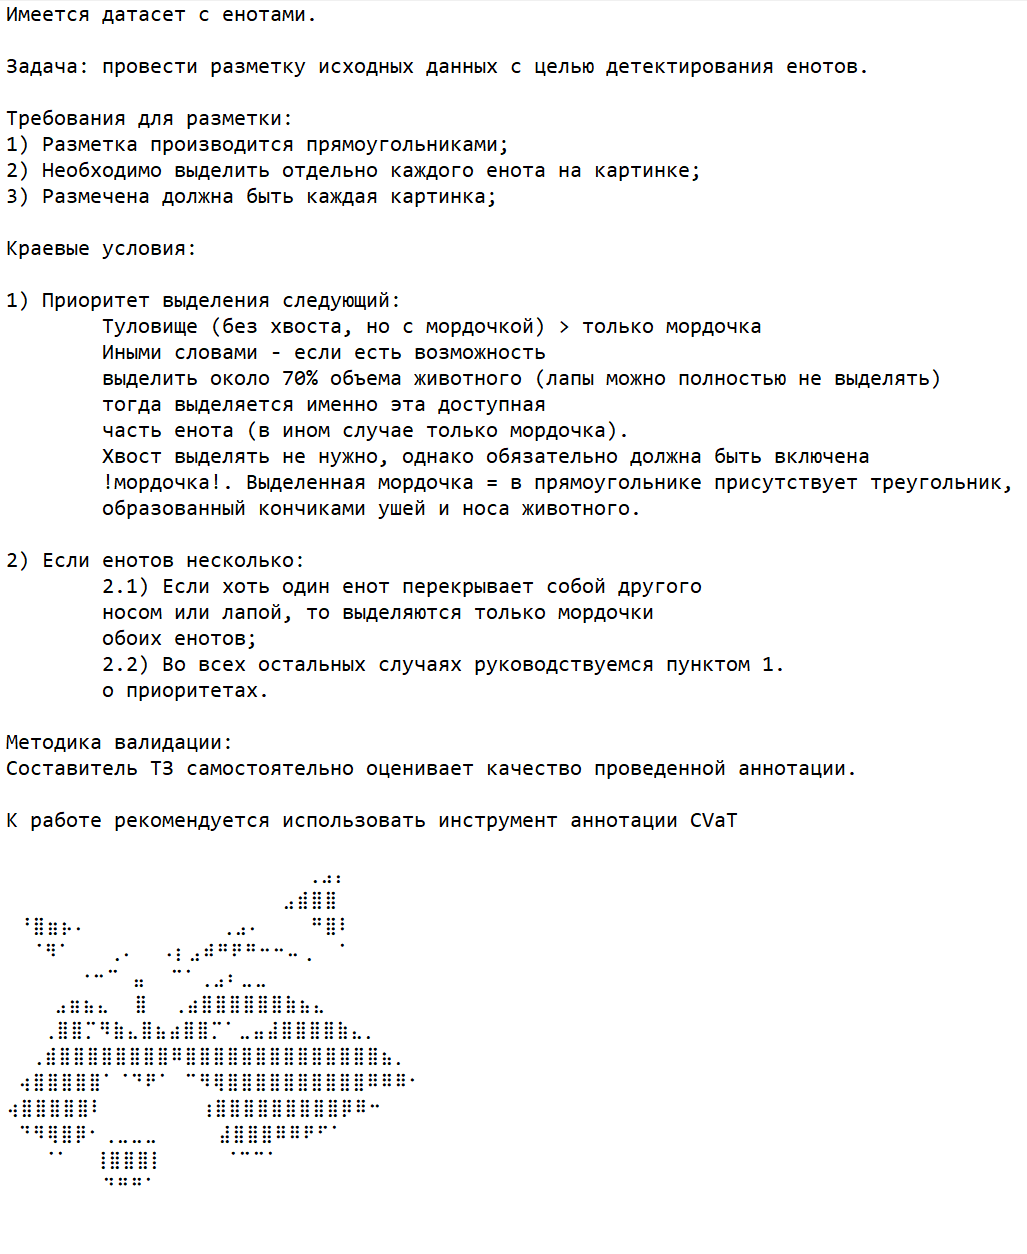 Имеется датасет с енотами.
Задача: провести разметку исходных данных с целью детектирования енотов.
Требования для разметки:
1) Разметка производится прямоугольниками;
2) Необходимо выделить отдельно каждого енота на картинке;
3) Размечена должна быть каждая картинка;
Краевые условия:
1) Приоритет выделения следующий:
Туловище (без хвоста, но с мордочкой) > только мордочка
Иными словами - если есть возможность
выделить около 70% объема животного (лапы можно полностью не выделять)
тогда выделяется именно эта доступная
часть енота (в ином случае только мордочка).
Хвост выделять не нужно, однако обязательно должна быть включена
!мордочка!. Выделенная мордочка = в прямоугольнике присутствует треугольник,
образованный кончиками ушей и носа животного.
2) Если енотов несколько:
2.1) Если хоть один енот перекрывает собой другого
носом или лапой, то выделяются только мордочки
обоих енотов;
2.2) Во всех остальных случаях руководствуемся пунктом 1.
о приоритетах.
Методика валидации:
Составитель ТЗ самостоятельно оценивает качество проведенной аннотации.
К работе рекомендуется использовать инструмент аннотации CVaT